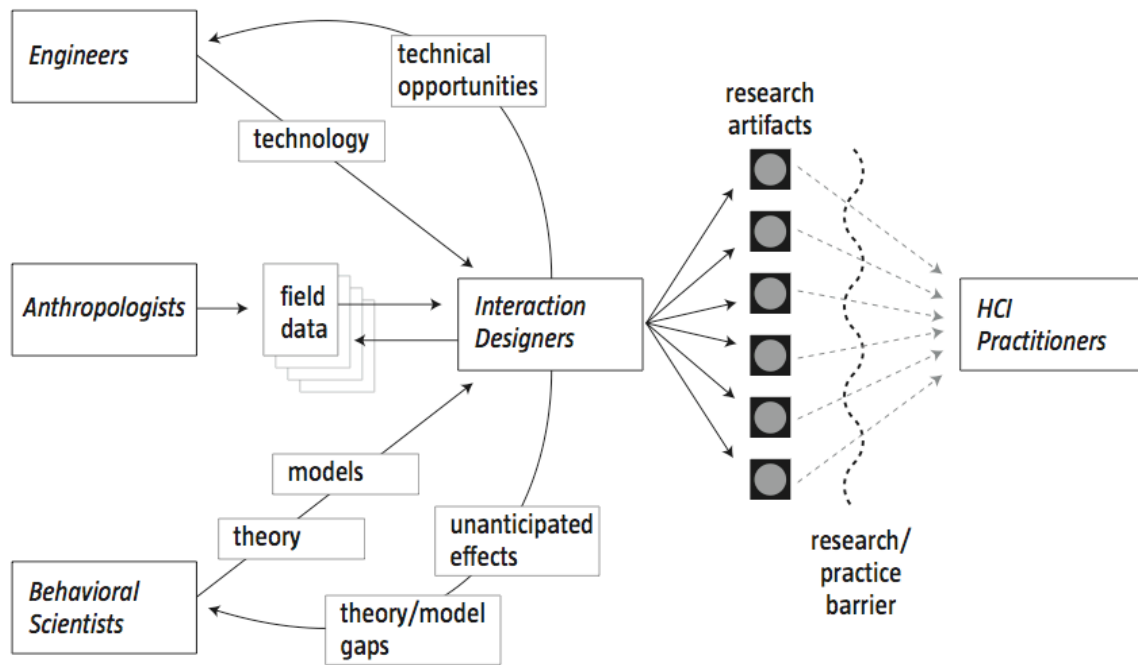 Engineers
technical
opportunities
technology
research
artifacts
Anthropologists
field
data
Interaction
Designers
HCI
Practitioners
models
theory
unanticipated
effects
Behavioral
Scientists
theory/model
gaps
research/
practice
barrier